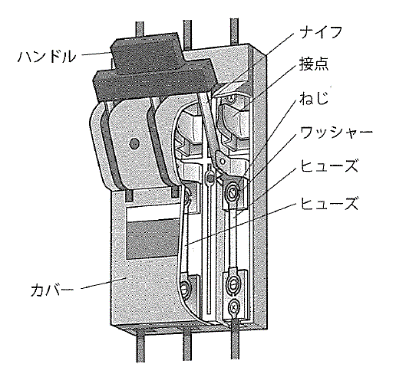 ナイフ
ハンドル
接点
ねじ
ワッシャー
ヒューズ
ヒューズ
カバー